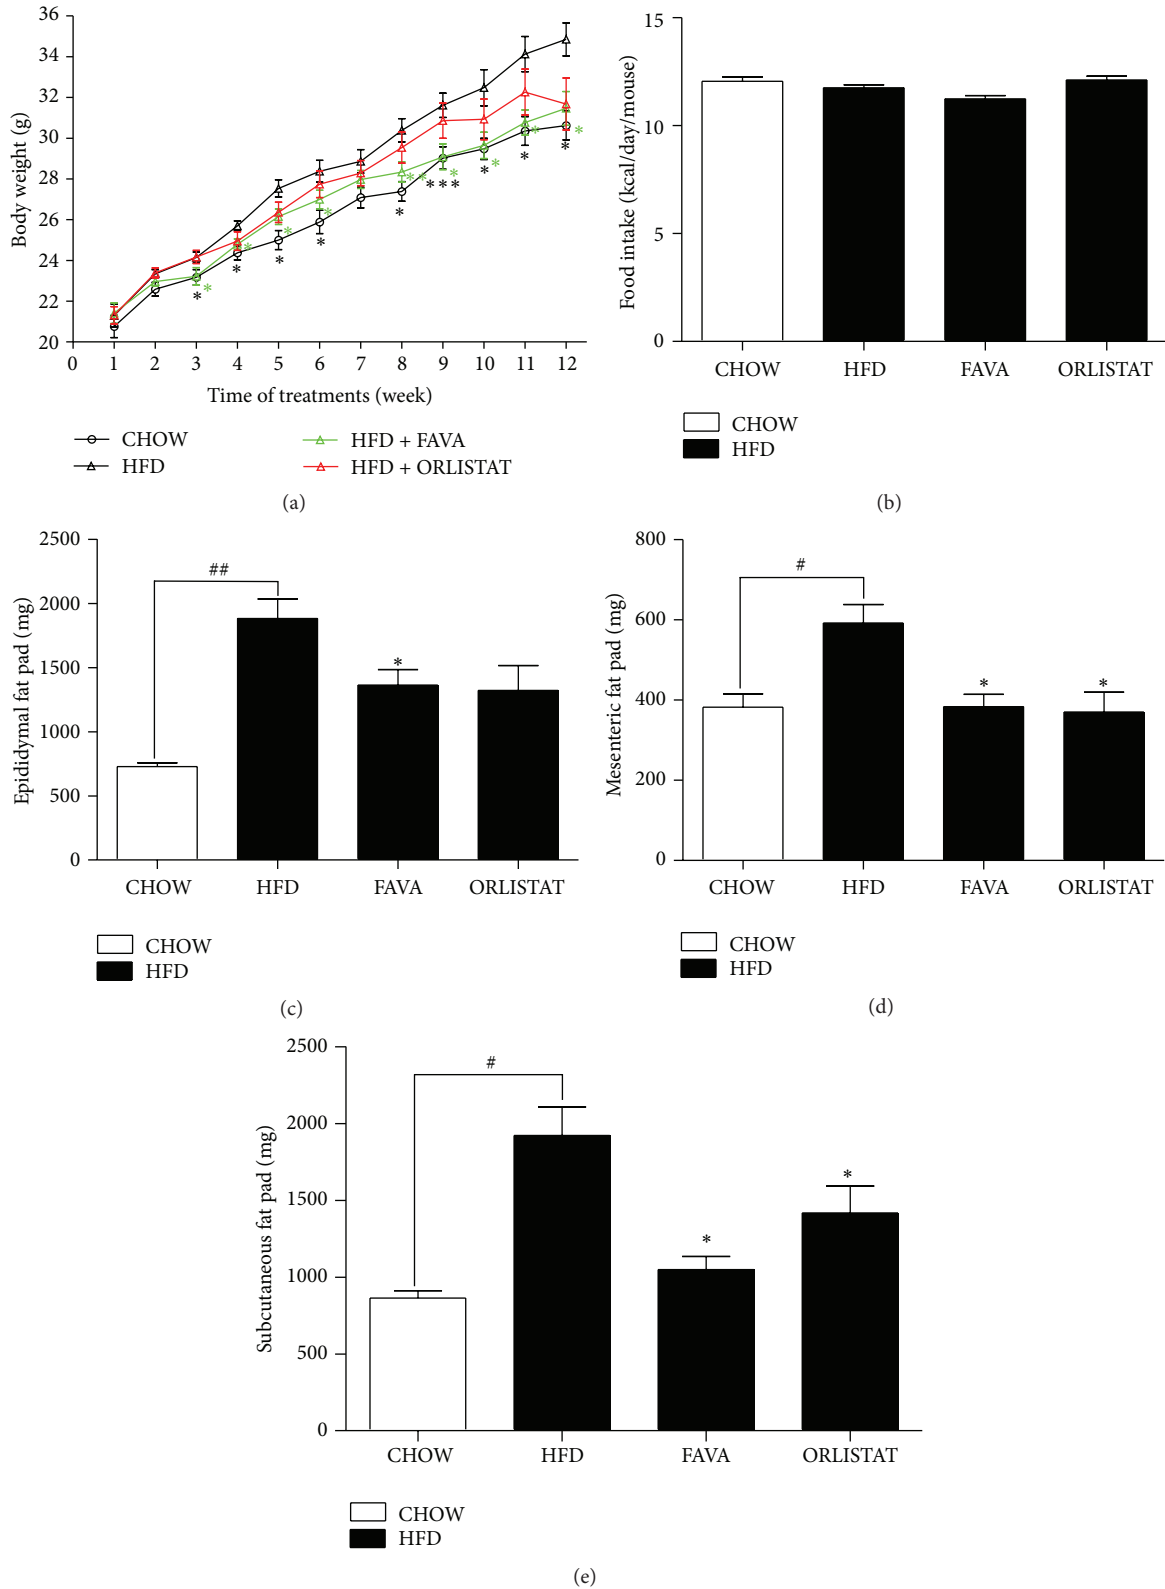 36
34
32
30
28
26
24
22
20
Body weight (g)
0 1 2 3 4 5 6 7 8 9 10 11 12
* * * * * *** * * *
* * * * ** * * * *
Time of treatments (week)
CHOW
HFD
HFD + FAVA
HFD + ORLISTAT
(a)
15
10
5
0
Food intake (kcal/day/mouse)
CHOW HFD FAVA ORLISTAT
CHOW
HFD
(b)
2500
2000
1500
1000
500
0
Epididymal fat pad (mg)
##
*
CHOW HFD FAVA ORLISTAT
CHOW
HFD
(c)
800
600
400
200
0
Mesenteric fat pad (mg)
#
* *
CHOW HFD FAVA ORLISTAT
CHOW
HFD
(d)
2500
2000
1500
1000
500
0
Subcutaneous fat pad (mg)
#
* *
CHOW HFD FAVA ORLISTAT
CHOW
HFD
(e)